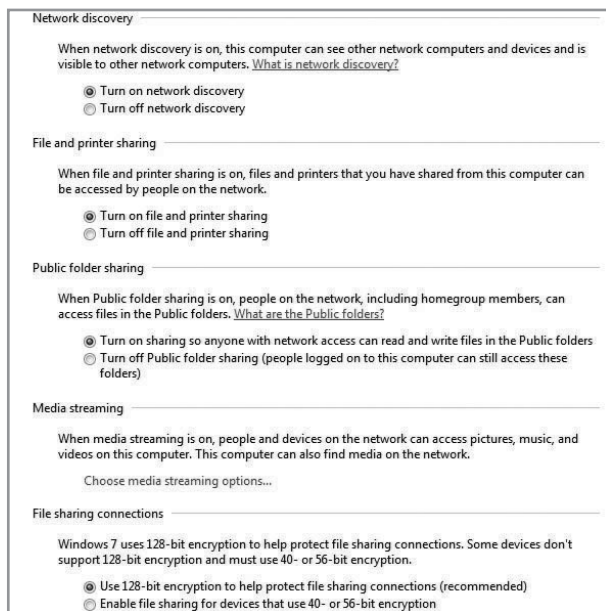 Network discovery
When network discovery is on, this computer can see other network computers and devices and is
visible to other network computers. What is network discovery?
Turn on network discovery
Turn off network discovery
File and printer sharing
When file and printer sharing is on, files and printers that you have shared from this computer can
be accessed by people on the network.
Turn on file and printer sharing
Turn off file and printer sharing
Public folder sharing
When Public folder sharing is on, people on the network, including homegroup members, can
access files in the Public folders. What are the Public folders?
Turn on sharing so anyone with network access can read and write files in the Public folders
Turn off Public folder sharing (people logged on to this computer can still access these
folders)
Media streaming
When media streaming is on, people and devices on the network can access pictures, music, and
videos on this computer. This computer can also find media on the network.
Choose media streaming options...
File sharing connections
Windows 7 uses 128-bit encryption to help protect file sharing connections. Some devices don't
support 128-bit encryption and must use 40- or 56-bit encryption.
Use 128-bit encryption to help protect file sharing connections (recommended)
Enable file sharing for devices that use 40- or 56-bit encryption